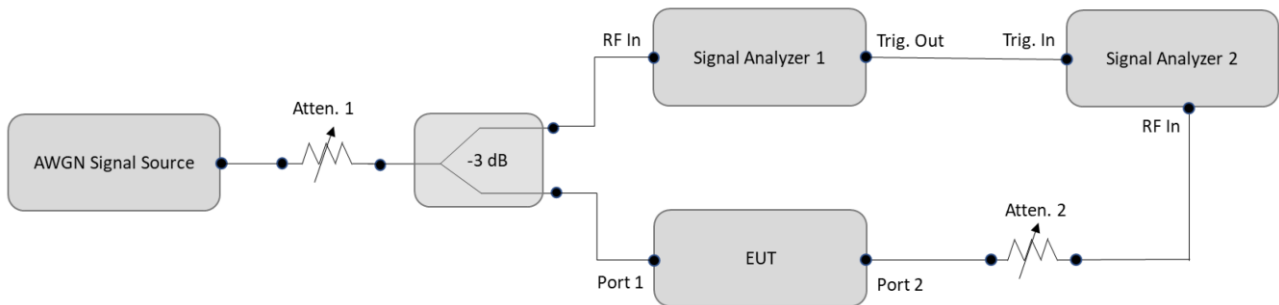 RF In
Signal Analyzer 1
Trig. Out
Trig. In
Signal Analyzer 2
Atten. 1
RF In
AWGN Signal Source
-3 dB
Atten. 2
EUT
Port 1
Port 2